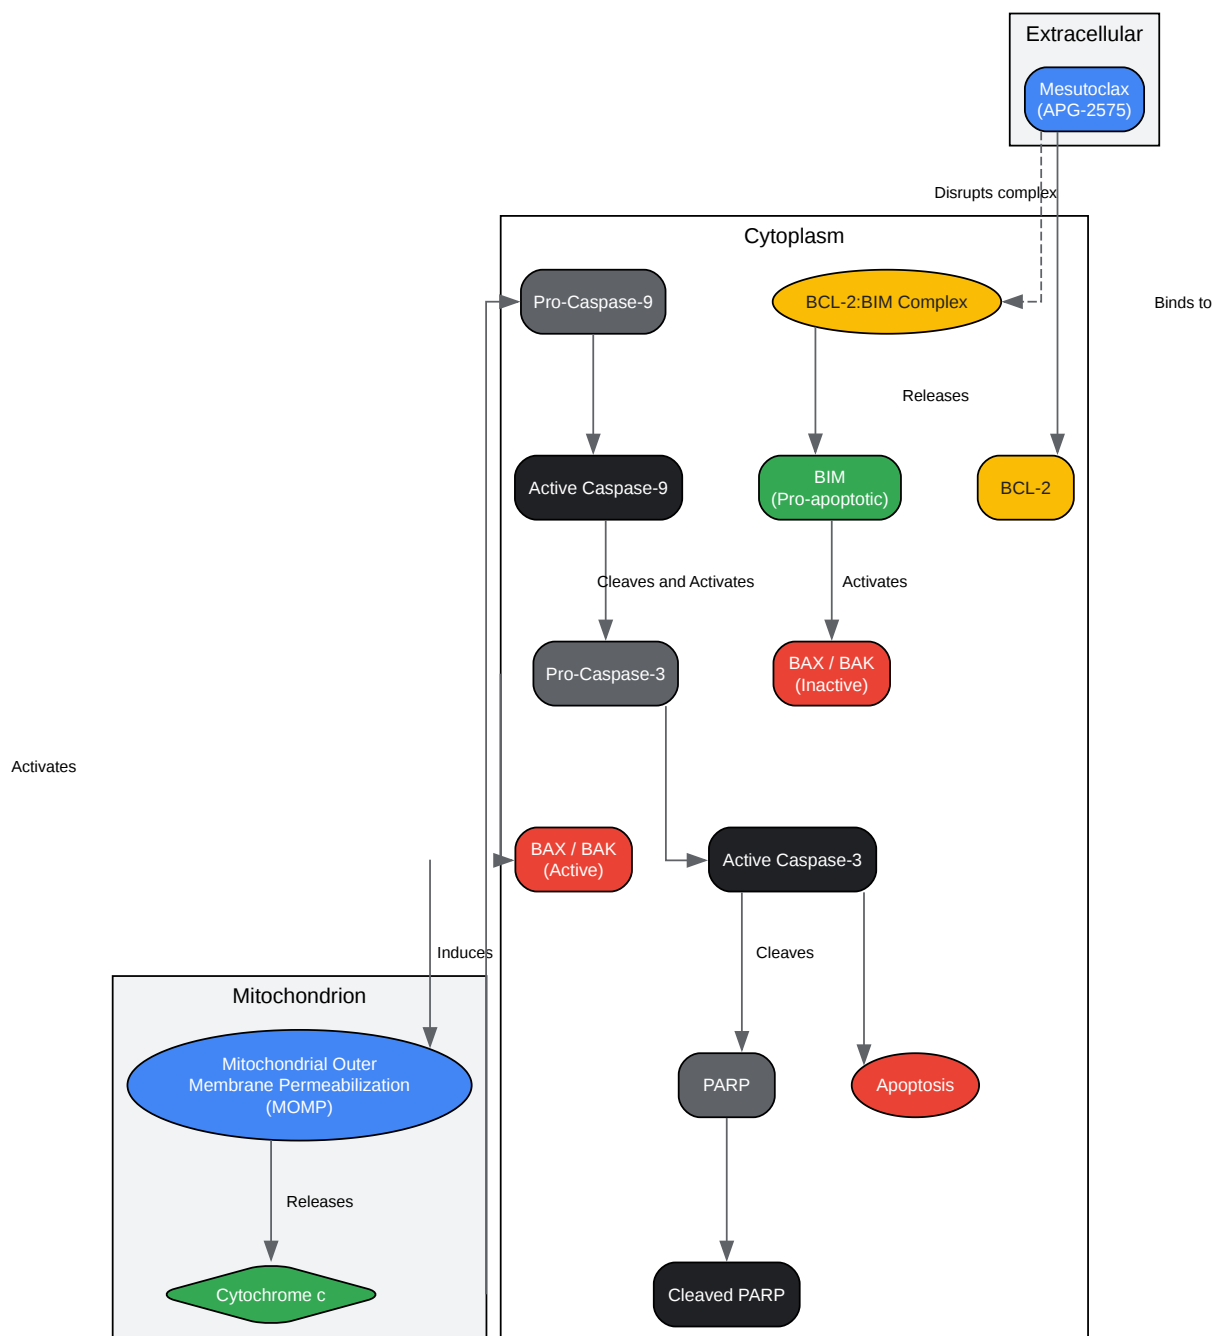 Extracellular
Mesutoclax
(APG-2575)
Disrupts complex
Cytoplasm
Pro-Caspase-9
BCL-2:BIM Complex
Binds to
Releases
Active Caspase-9
BIM
(Pro-apoptotic)
BCL-2
Cleaves and Activates
Activates
Pro-Caspase-3
BAX / BAK
(Inactive)
Activates
BAX / BAK
(Active)
Active Caspase-3
Induces
Cleaves
Mitochondrion
Mitochondrial Outer
Membrane Permeabilization
(MOMP)
PARP
Apoptosis
Releases
Cytochrome c
Cleaved PARP